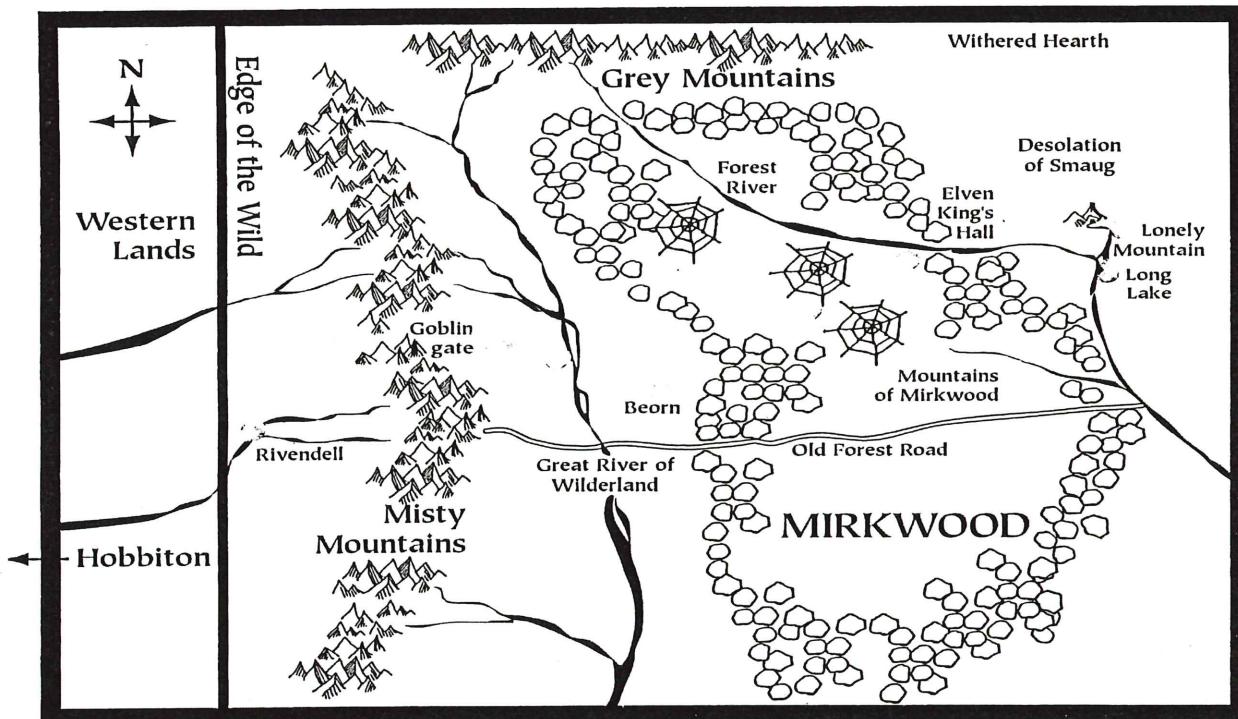 Withered Hearth
N
Grey Mountains
Edge of the Wild
Desolation
of Smaug
Forest
River
Elven
King's
Hall
Western
Lands
Lonely
Mountain
Long
Lake
Goblin
gate
Mountains
of Mirkwood
Beorn
Rivendell
Old Forest Road
Great River of
Wilderland
Misty
Mountains
MIRKWOOD
Hobbiton